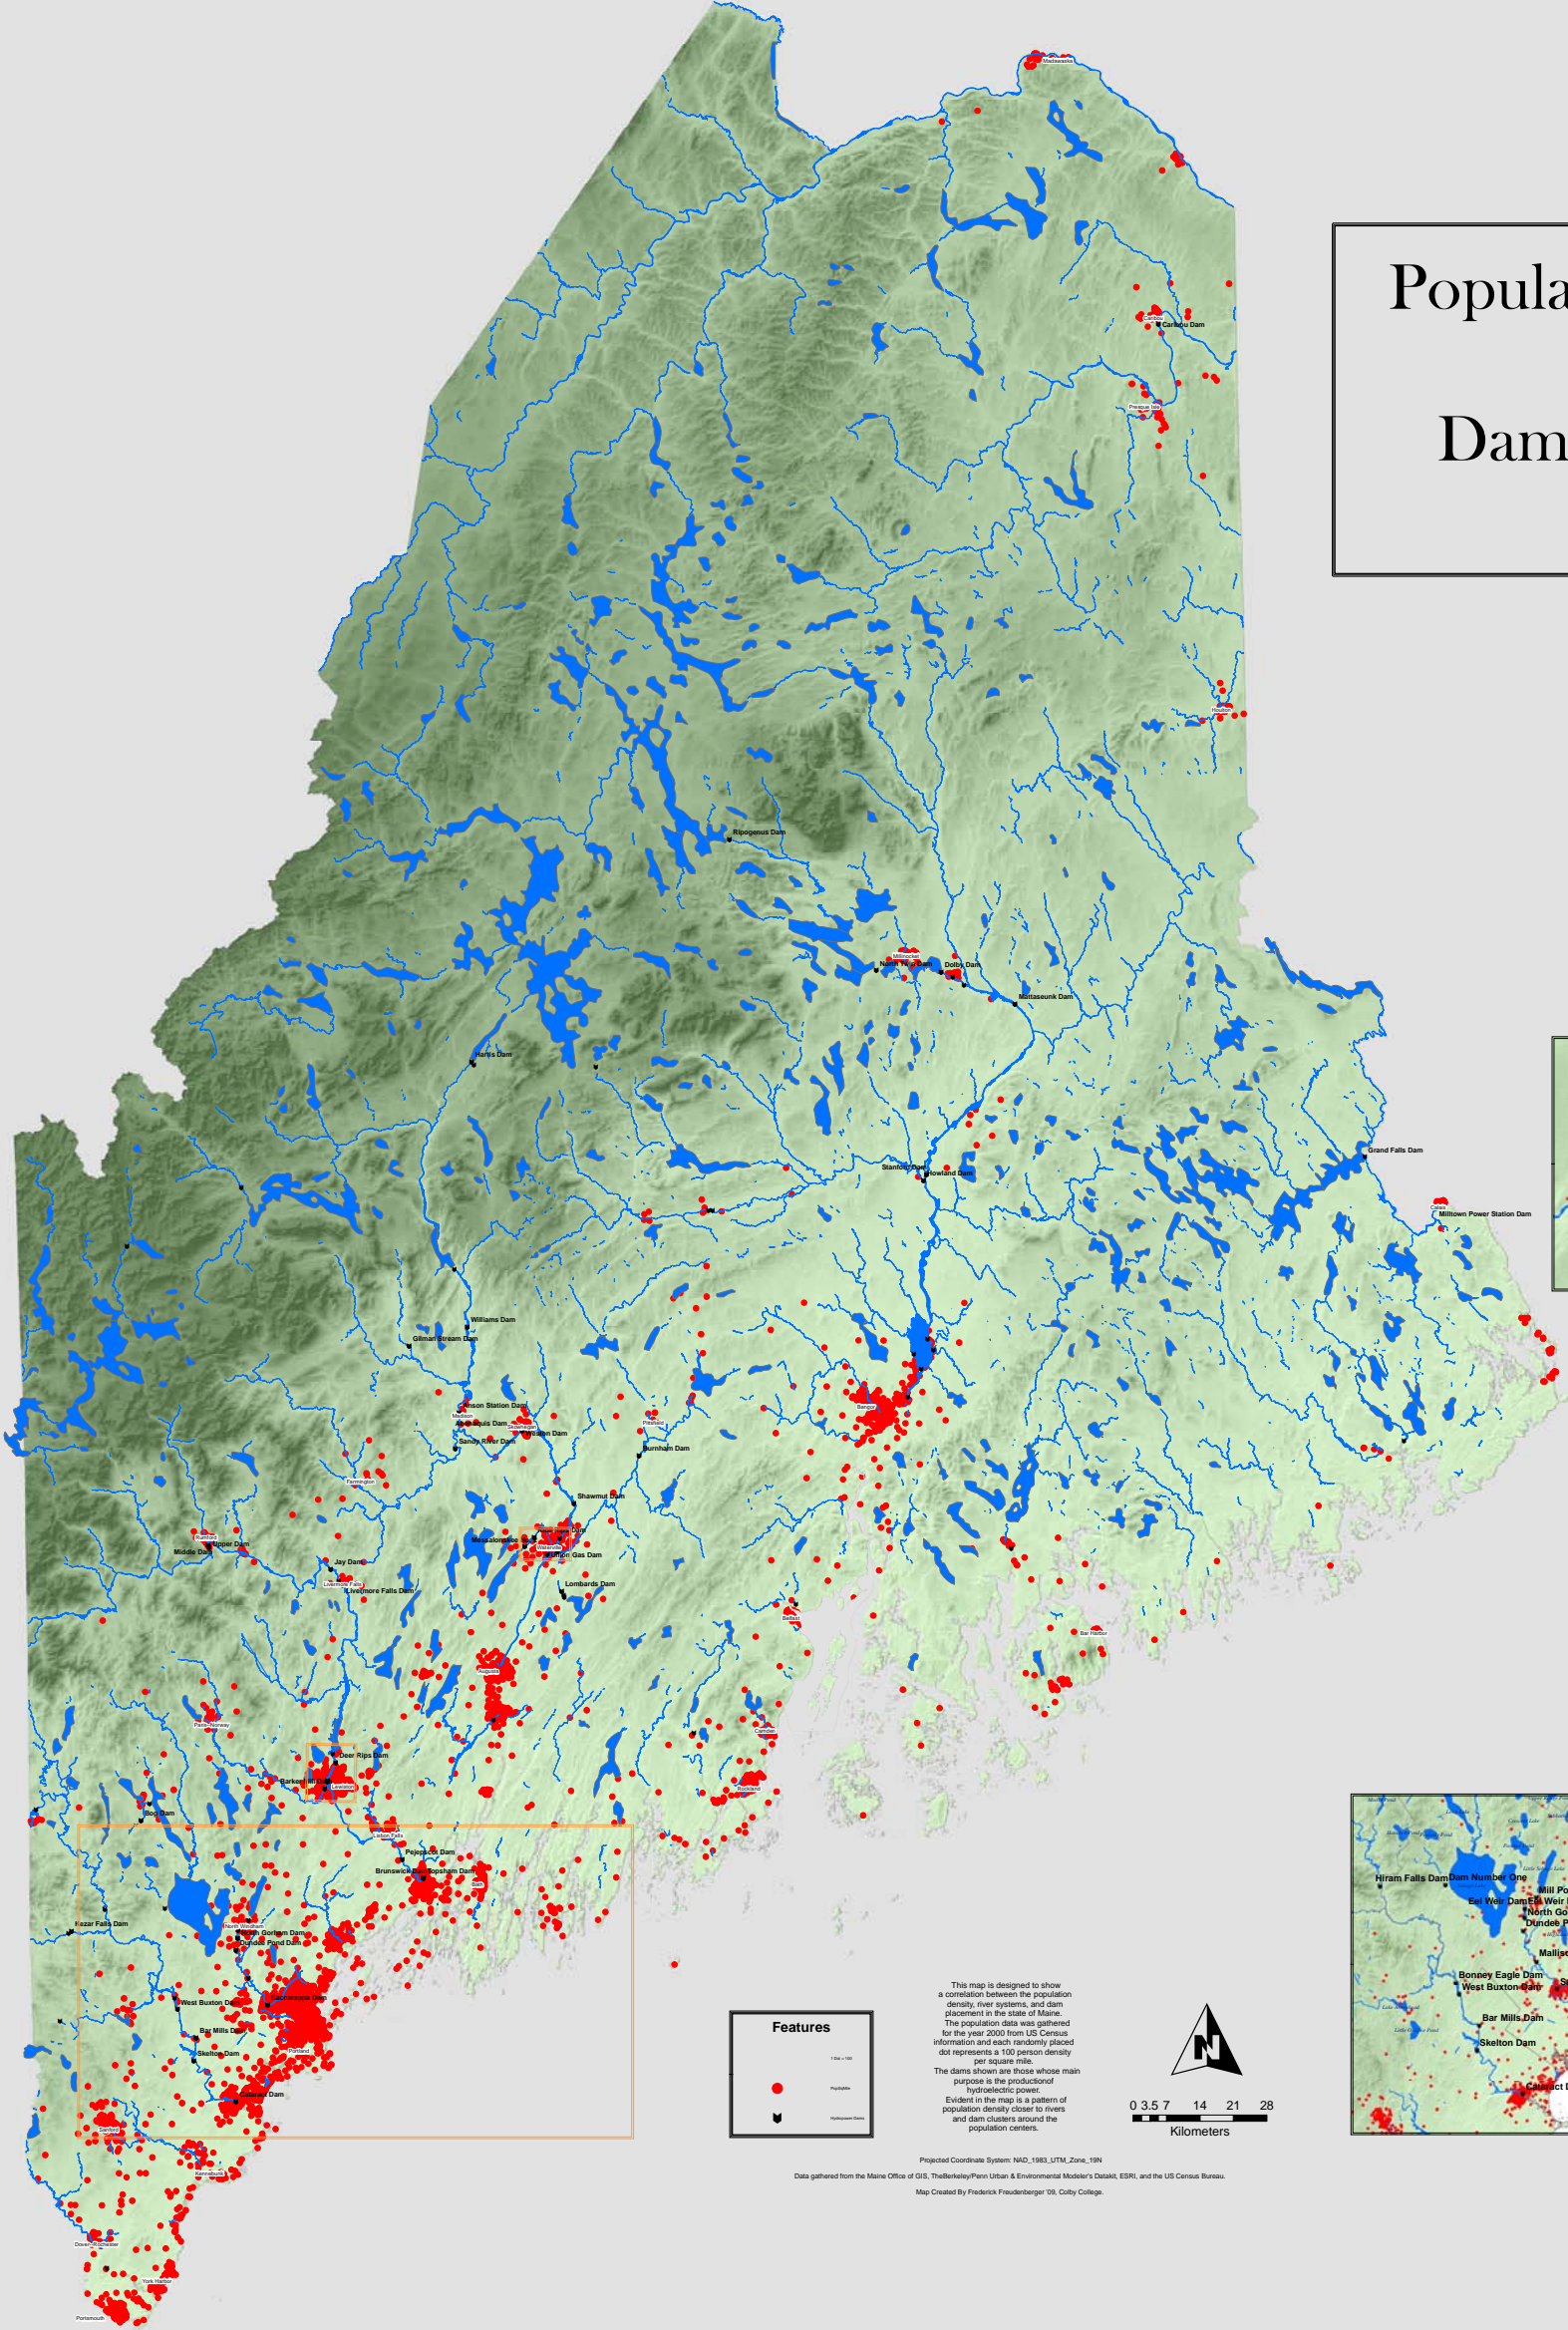 Madawaska
Popula
Dam
Caribou
Caribou Dam
Presque Isle
Houlton
Ripogenus Dam
Millinocket
North Twin Dam
Dolby Dam
Mattaseunk Dam
Harris Dam
Grand Falls Dam
Stanford Dam
Howland Dam
Calais
Milltown Power Station Dam
Williams Dam
Gilman Stream Dam
Anson Station Dam
Madison
Bangor
Skowhegan
Weston Dam
Pittsfield
Sandy River Dam
Burnham Dam
Farmington
Shawmut Dam
Rumford
Upper Dam
Middle Dam
Messalonskee
Waterville
Union Gas Dam
Jay Dam
Livermore Falls
Livermore Falls Dam
Lombards Dam
Belfast
Bar Harbor
Augusta
Paris--Norway
Camden
Deer Rips Dam
Barker Mill Dam
Lewiston
Rockland
Bog Dam
Lisbon Falls
Pejepscot Dam
Brunswick Dam
Topsham Dam
Bath
Hiram Falls Dam
Dam Number One
Little Sebago Lake
Mill Po
Eel Weir Dam
Eel Weir
North Go
Dundee P
Kezar Falls Dam
North Windham
North Gorham Dam
Dundee Pond Dam
Malliso
Bonney Eagle Dam
West Buxton Dam
Bar Mills Dam
Skelton Dam
Cataract D
West Buxton Dam
Saccarappa Dam
Bar Mills Dam
Portland
Skelton Dam
Cataract Dam
Sanford
Kennebunk
Dover--Rochester
York Harbor
Portsmouth
Features
1 Dot = 100
PopSqMile
Hydropower Dams
This map is designed to show
a correlation between the population
density, river systems, and dam
placement in the state of Maine.
The population data was gathered
for the year 2000 from US Census
information and each randomly placed
dot represents a 100 person density
per square mile.
The dams shown are those whose main
purpose is the productionof
hydroelectric power.
Evident in the map is a pattern of
population density closer to rivers
and dam clusters around the
population centers.
N
0 3.5 7 14 21 28
Kilometers
Projected Coordinate System: NAD_1983_UTM_Zone_19N
Data gathered from the Maine Office of GIS, TheBerkeley/Penn Urban & Environmental Modeler's Datakit, ESRI, and the US Census Bureau.
Map Created By Frederick Freudenberger '09, Colby College.